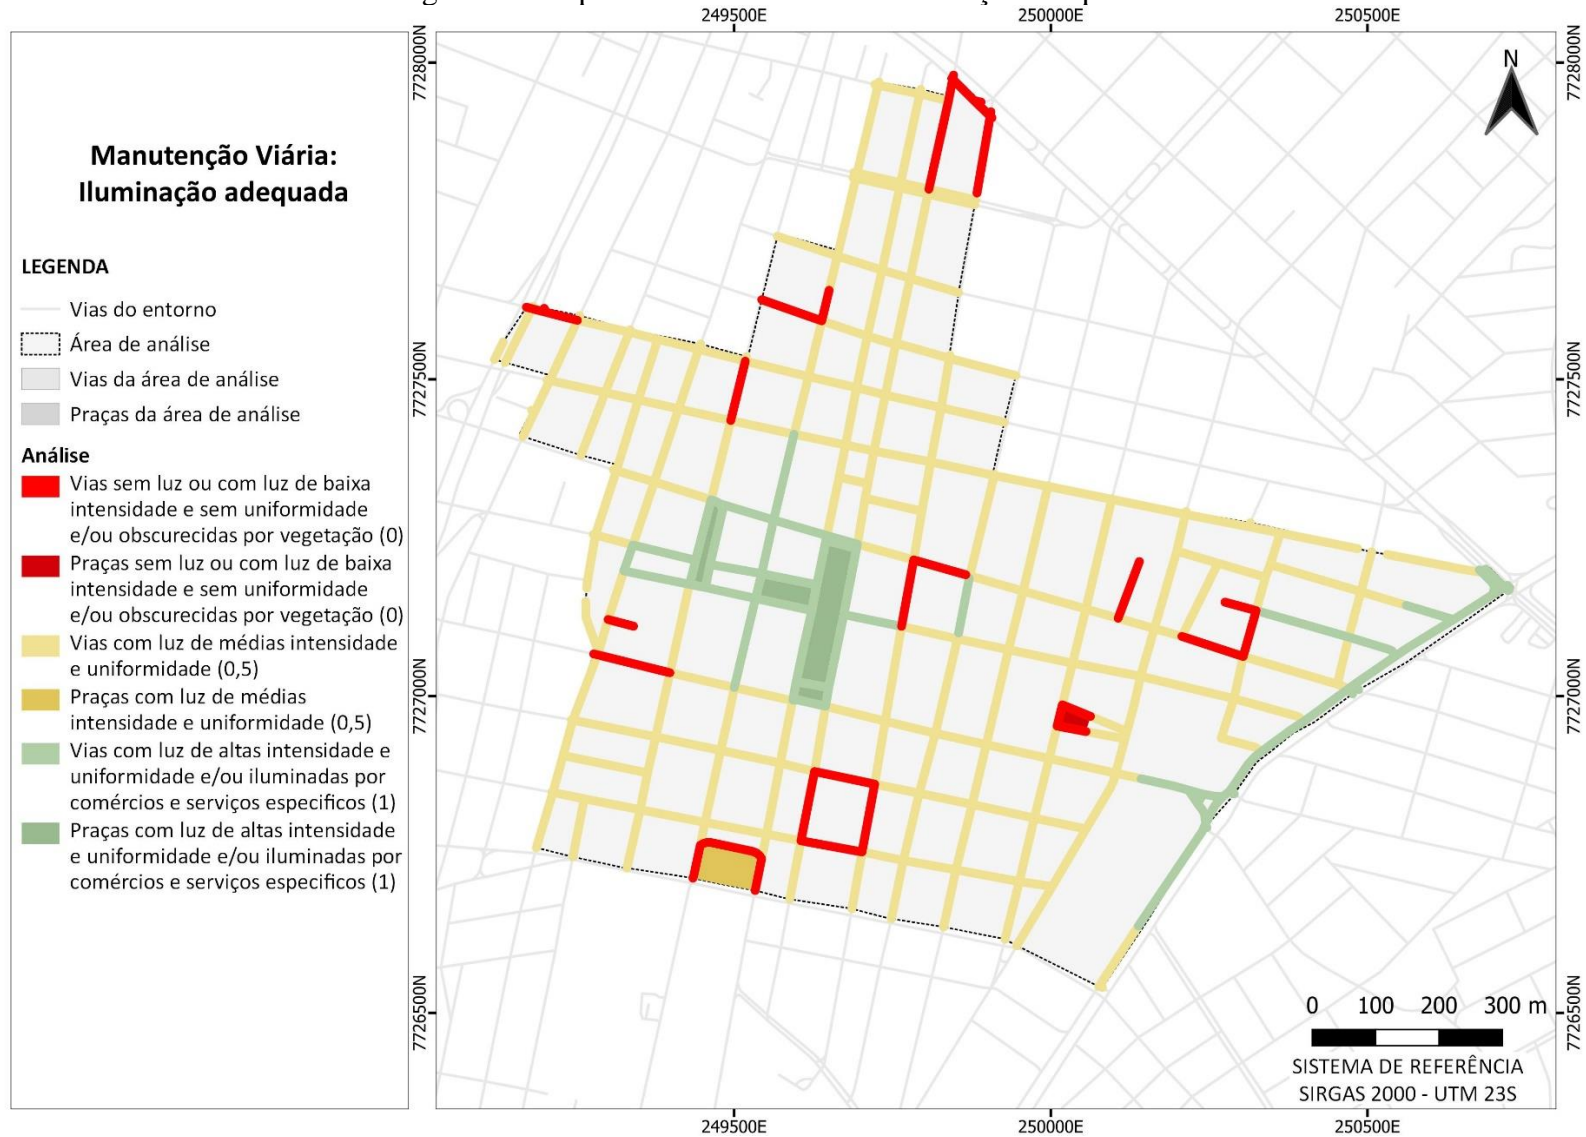 249500E
250000E
250500E
7728000N
7728000N
N
Manutenção Viária:
Iluminação adequada
LEGENDA
Vias do entorno
Área de análise
Vias da área de análise
Praças da área de análise
Análise
Vias sem luz ou com luz de baixa
intensidade e sem uniformidade
e/ou obscurecidas por vegetação (0)
Praças sem luz ou com luz de baixa
intensidade e sem uniformidade
e/ou obscurecidas por vegetação (0)
Vias com luz de médias intensidade
e uniformidade (0,5)
Praças com luz de médias
intensidade e uniformidade (0,5)
Vias com luz de altas intensidade e
uniformidade e/ou iluminadas por
comércios e serviços especificos (1)
Praças com luz de altas intensidade
e uniformidade e/ou iluminadas por
comércios e serviços especificos (1)
7727500N
7727500N
7727000N
7727000N
7726500N
7726500N
0 100 200 300 m
SISTEMA DE REFERÊNCIA
SIRGAS 2000 - UTM 23S
249500E
250000E
250500E